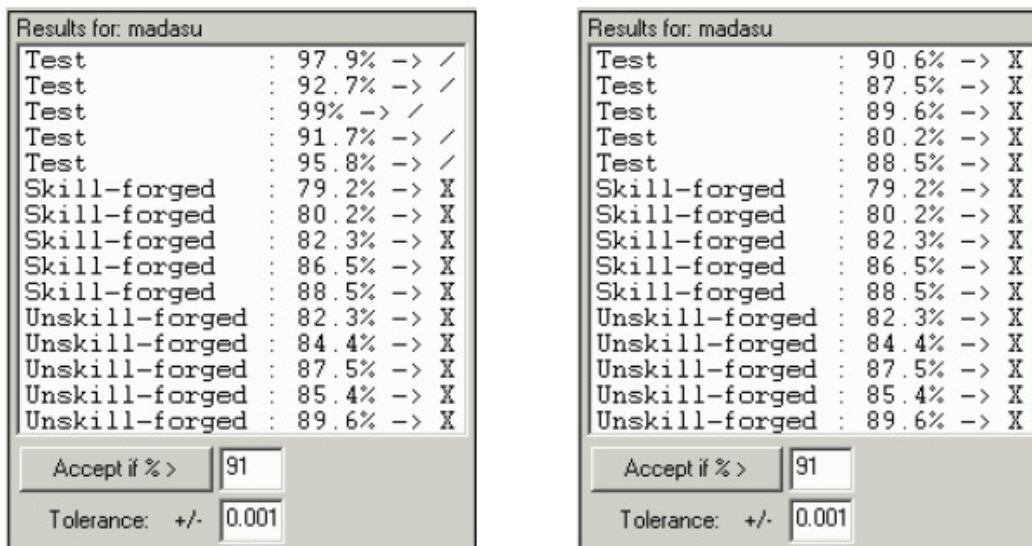 Results for: madasu
Test : 97.9% -> /
Test : 92.7% -> /
Test : 99% -> /
Test : 91.7% -> /
Test : 95.8% -> /
Skill-forged : 79.2% -> X
Skill-forged : 80.2% -> X
Skill-forged : 82.3% -> X
Skill-forged : 86.5% -> X
Skill-forged : 88.5% -> X
Unskill-forged : 82.3% -> X
Unskill-forged : 84.4% -> X
Unskill-forged : 87.5% -> X
Unskill-forged : 85.4% -> X
Unskill-forged : 89.6% -> X
Accept if % > 91
Tolerance: +/- 0.001
Results for: madasu
Test : 90.6% -> X
Test : 87.5% -> X
Test : 89.6% -> X
Test : 80.2% -> X
Test : 88.5% -> X
Skill-forged : 79.2% -> X
Skill-forged : 80.2% -> X
Skill-forged : 82.3% -> X
Skill-forged : 86.5% -> X
Skill-forged : 88.5% -> X
Unskill-forged : 82.3% -> X
Unskill-forged : 84.4% -> X
Unskill-forged : 87.5% -> X
Unskill-forged : 85.4% -> X
Unskill-forged : 89.6% -> X
Accept if % > 91
Tolerance: +/- 0.001